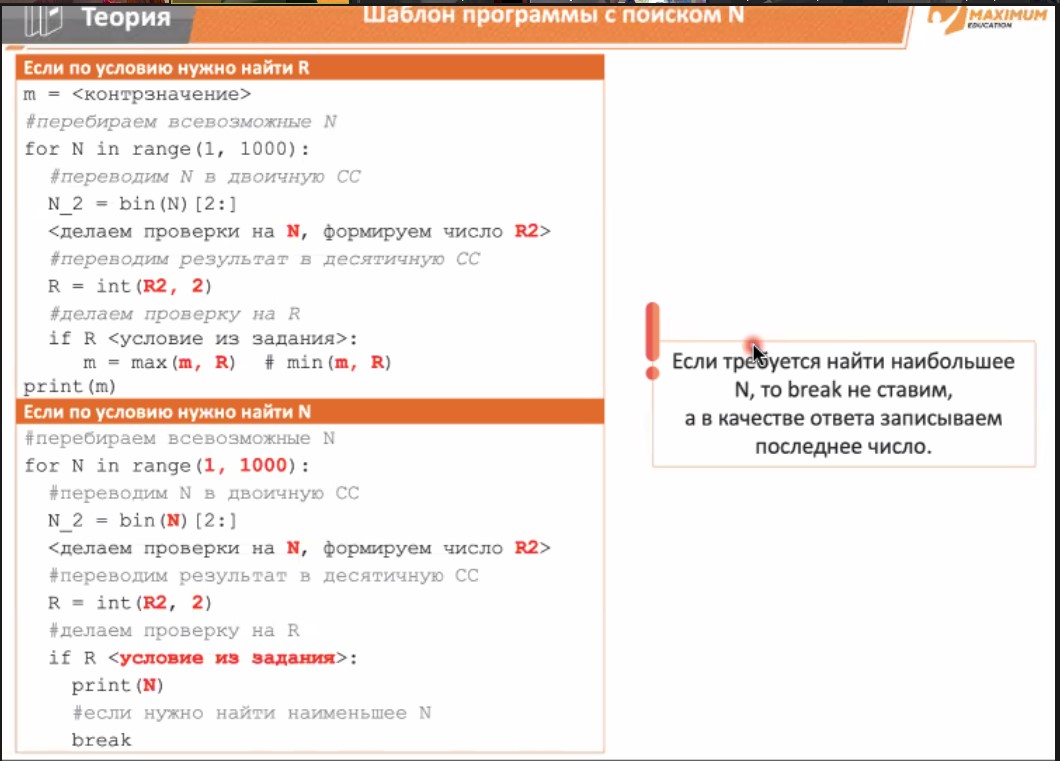 Теория
Шаблон программы с поиском N
MAXIMUM
EDUCATION
Если по условию нужно найти R
m = <контрзначение>
#перебираем всевозможные N
for N in range(1, 1000):
#переводим N в двоичную СС
N_2 = bin(N)[2:]
<делаем проверки на N, формируем число R2>
#переводим результат в десятичную СС
R = int(R2, 2)
#делаем проверку на R
if R <условие из задания>:
m = max(m, R) # min(m, R)
print(m)
Если по условию нужно найти N
#перебираем всевозможные N
for N in range(1, 1000):
#переводим N в двоичную СС
N_2 = bin(N)[2:]
<делаем проверки на N, формируем число R2>
#переводим результат в десятичную СС
R = int(R2, 2)
#делаем проверку на R
if R <условие из задания>:
print(N)
#если нужно найти наименьшее N
break
Если требуется найти наибольшее
N, то break не ставим,
а в качестве ответа записываем
последнее число.